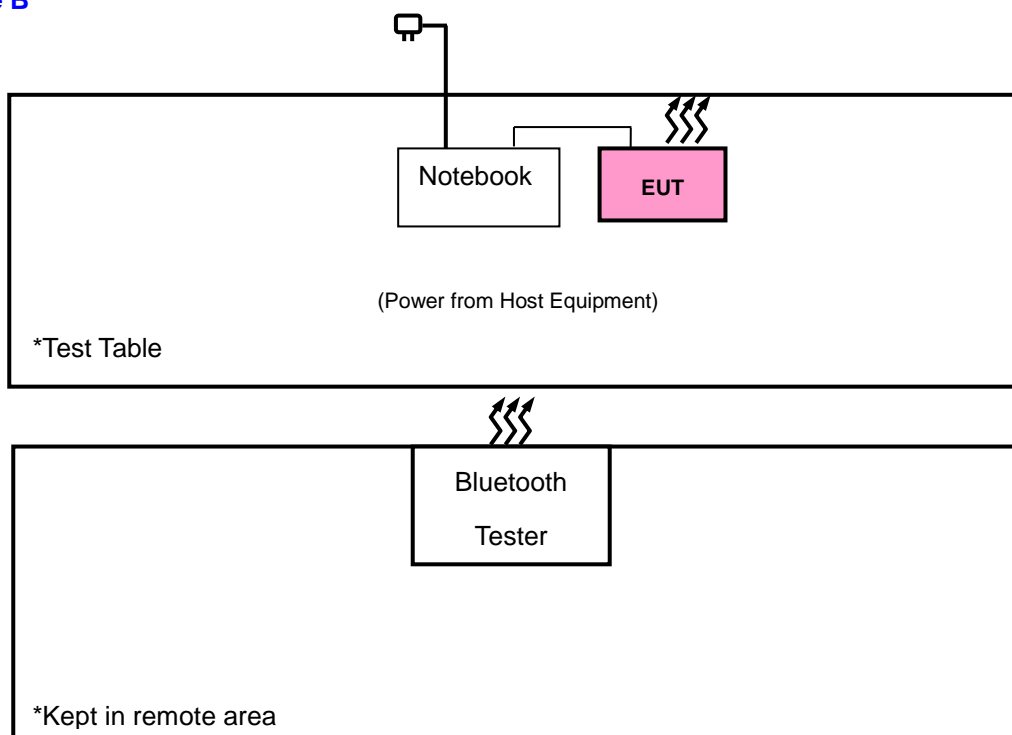 B
Notebook
EUT
(Power from Host Equipment)
*Test Table
Bluetooth
Tester
*Kept in remote area